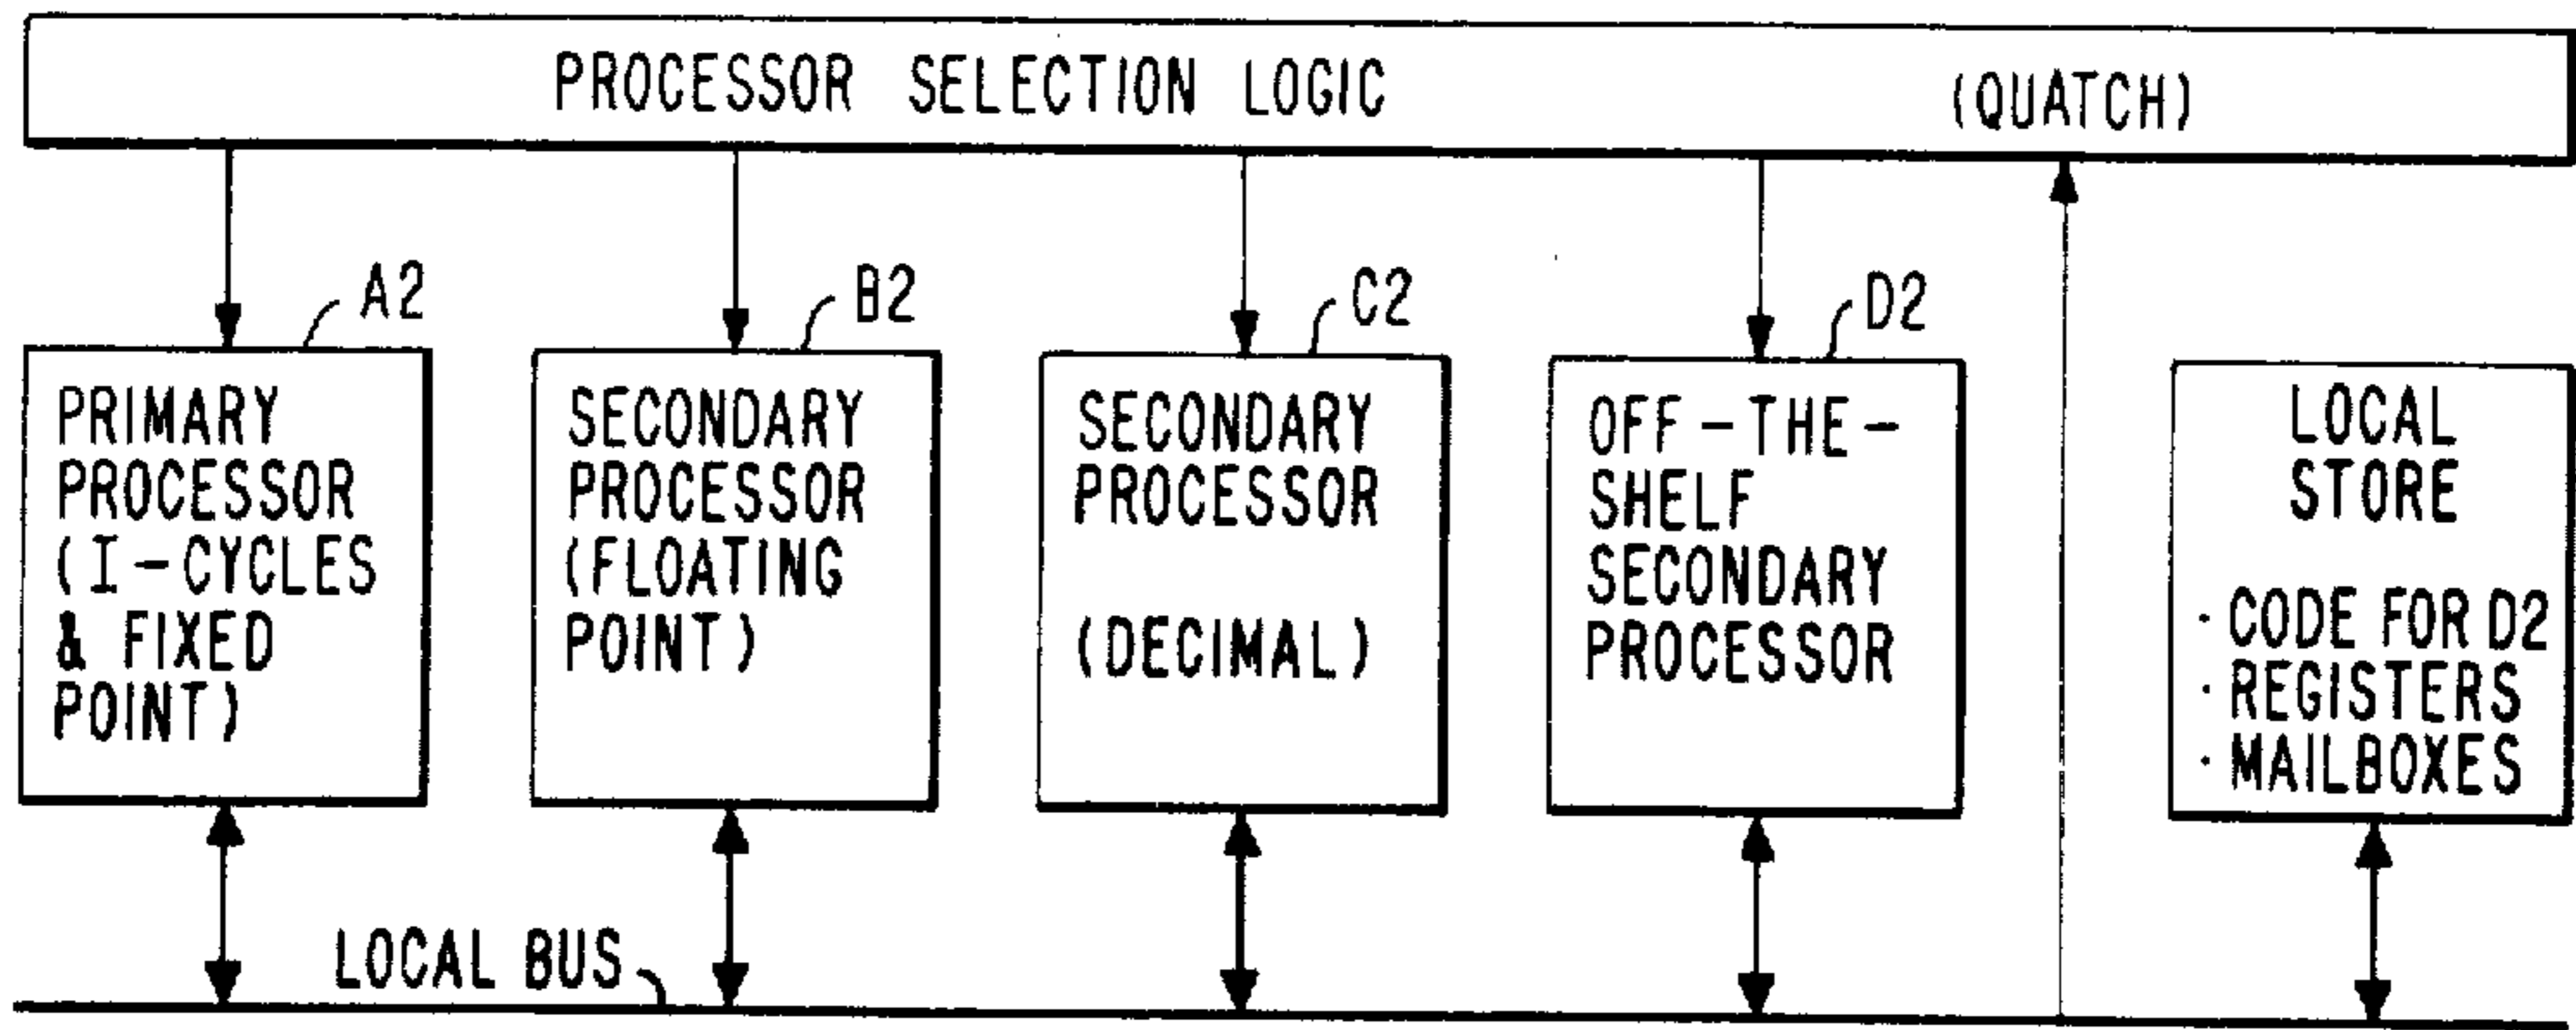 PROCESSOR SELECTION LOGIC (QUATCH)
A2
B2
C2
D2
PRIMARY
PROCESSOR
(I-CYCLES
& FIXED
POINT)
SECONDARY
PROCESSOR
(FLOATING
POINT)
SECONDARY
PROCESSOR
(DECIMAL)
OFF-THE-
SHELF
SECONDARY
PROCESSOR
LOCAL
STORE
· CODE FOR D2
· REGISTERS
· MAILBOXES
LOCAL BUS